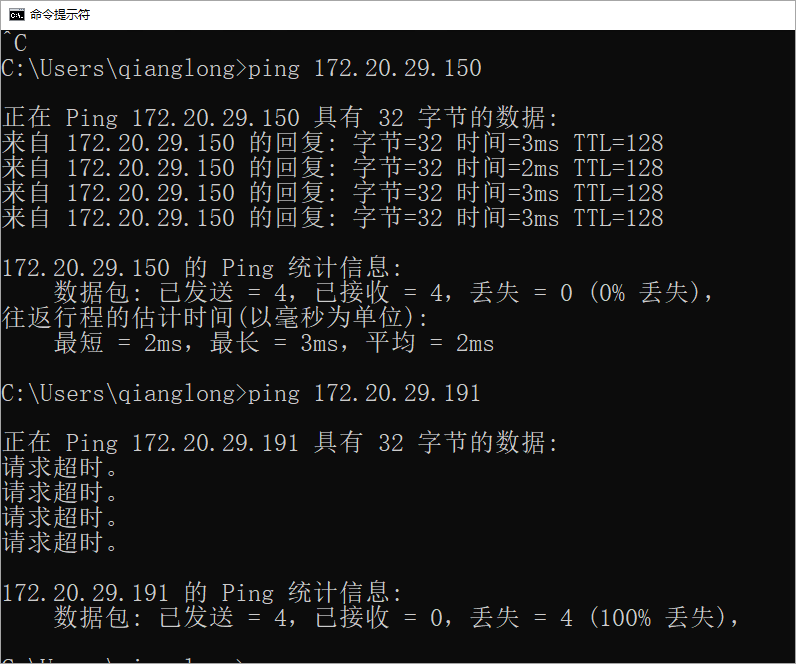 命令提示符
^C
C:\Users\qianglong>ping 172.20.29.150
正在 Ping 172.20.29.150 具有 32 字节的数据:
来自 172.20.29.150 的回复: 字节=32 时间=3ms TTL=128
来自 172.20.29.150 的回复: 字节=32 时间=2ms TTL=128
来自 172.20.29.150 的回复: 字节=32 时间=3ms TTL=128
来自 172.20.29.150 的回复: 字节=32 时间=3ms TTL=128
172.20.29.150 的 Ping 统计信息:
数据包: 已发送 = 4，已接收 = 4，丢失 = 0 (0% 丢失)，
往返行程的估计时间(以毫秒为单位):
最短 = 2ms，最长 = 3ms，平均 = 2ms
C:\Users\qianglong>ping 172.20.29.191
正在 Ping 172.20.29.191 具有 32 字节的数据:
请求超时。
请求超时。
请求超时。
请求超时。
172.20.29.191 的 Ping 统计信息:
数据包: 已发送 = 4，已接收 = 0，丢失 = 4 (100% 丢失)，